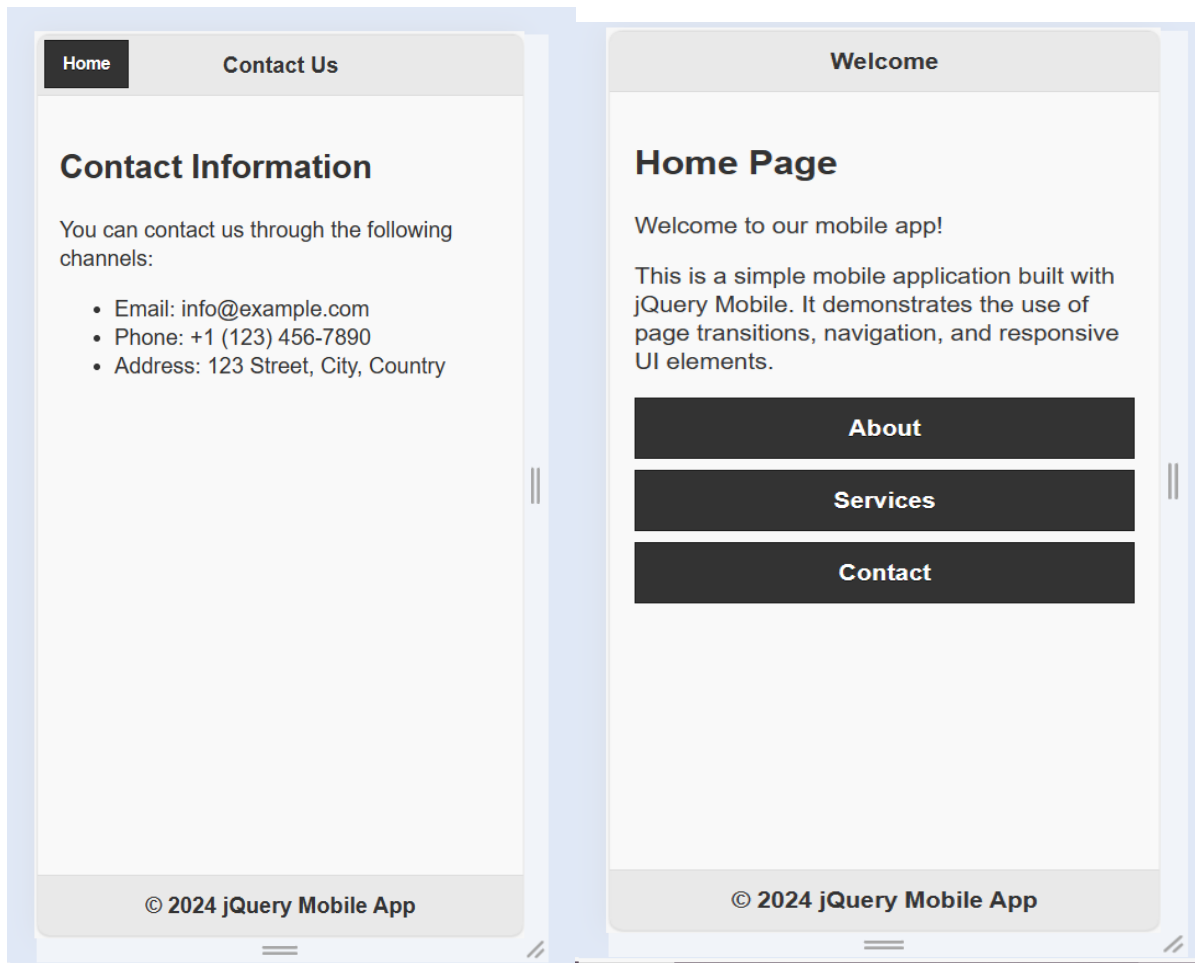 Home
Contact Us
Contact Information
You can contact us through the following
channels:
• Email: info@example.com
• Phone: +1 (123) 456-7890
• Address: 123 Street, City, Country
© 2024 jQuery Mobile App
Welcome
Home Page
Welcome to our mobile app!
This is a simple mobile application built with
jQuery Mobile. It demonstrates the use of
page transitions, navigation, and responsive
UI elements.
About
Services
Contact
© 2024 jQuery Mobile App